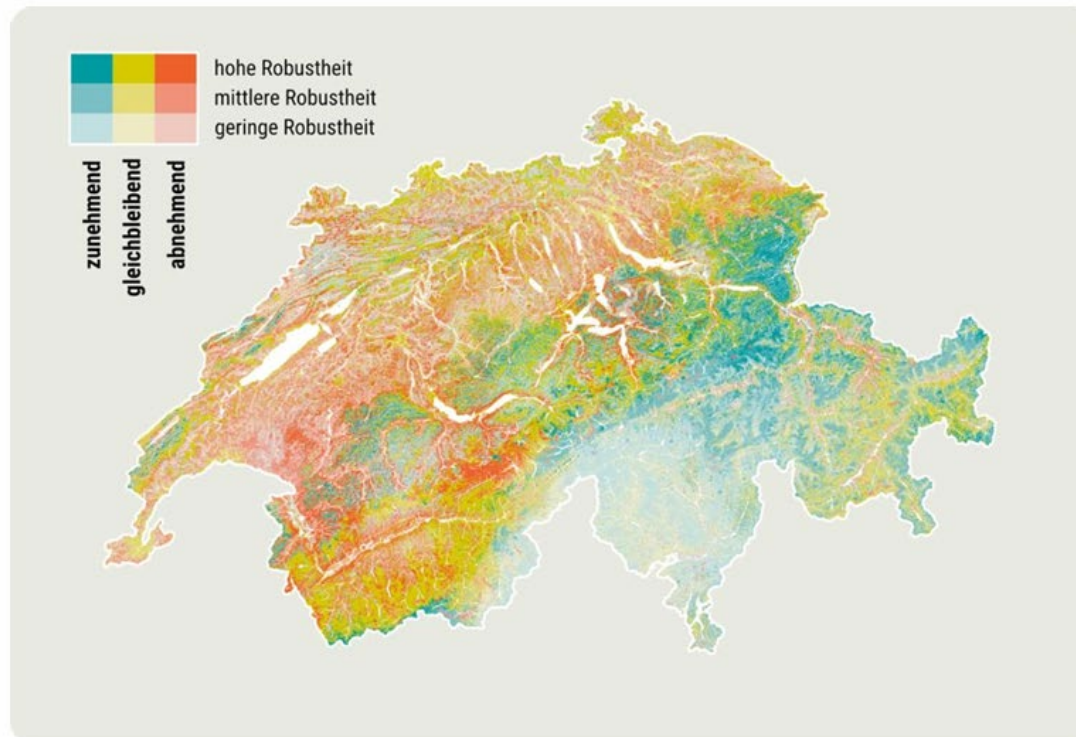 hohe Robustheit
mittlere Robustheit
geringe Robustheit
zunehmend
gleichbleibend
abnehmend